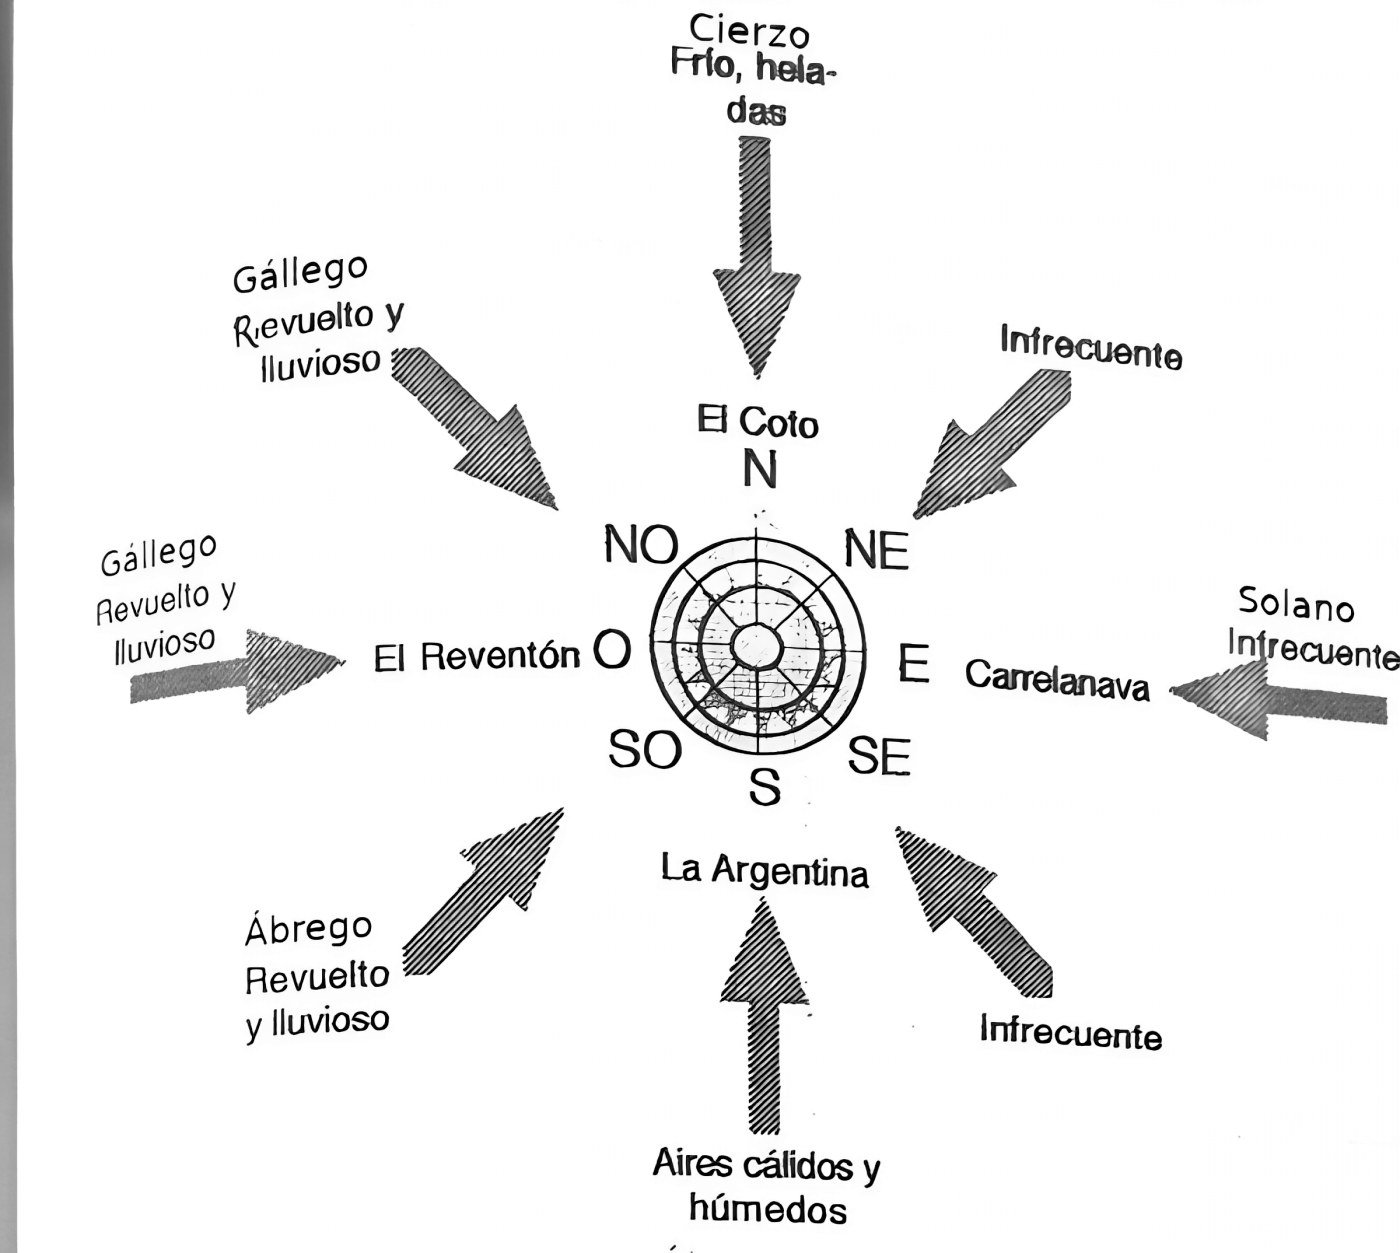 Cierzo
Frío, hela-
das
Gállego
Revuelto y
lluvioso
Infrecuente
El Coto
N
NO
NE
Gállego
Revuelto y
lluvioso
El Reventón
O
E
Carrelanava
Solano
Infrecuente
SO
SE
S
La Argentina
Ábrego
Revuelto
y lluvioso
Infrecuente
Aires cálidos y
húmedos